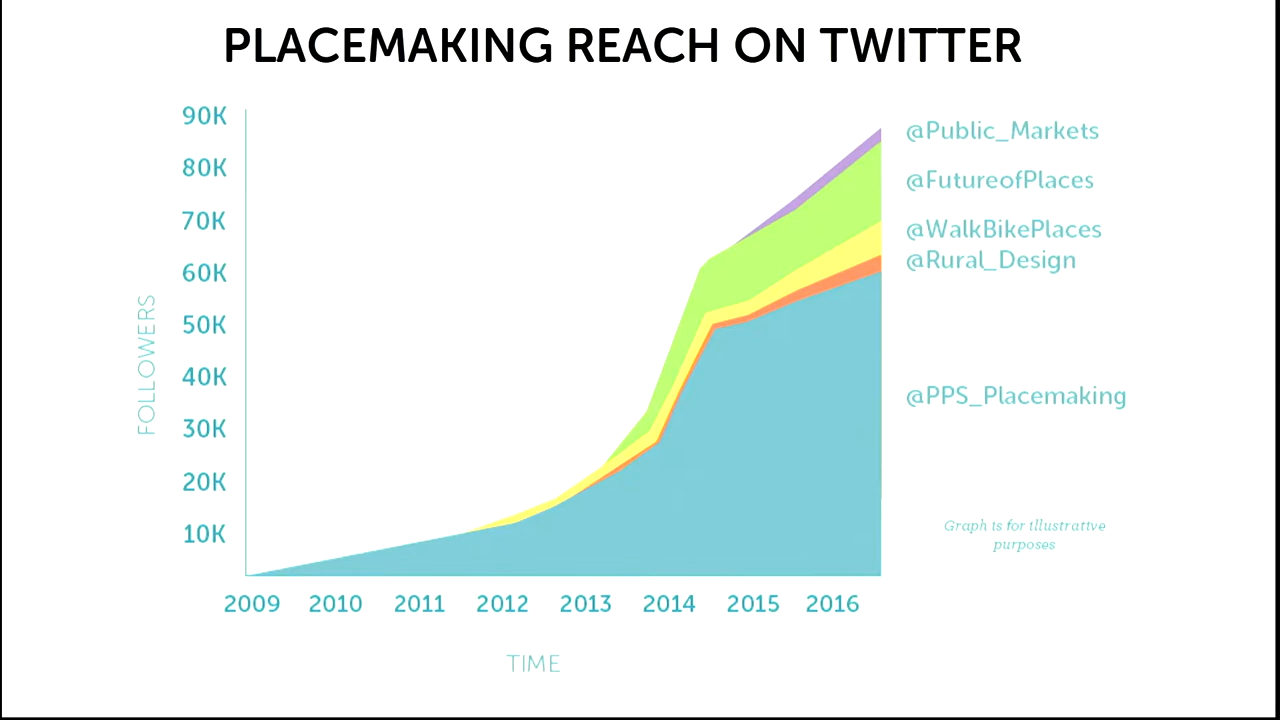 PLACEMAKING REACH ON TWITTER
90K
80K
70K
60K
50K
40K
30K
20K
10K
FOLLOWERS
@Public_Markets
@FutureofPlaces
@WalkBikePlaces
@Rural_Design
@PPS_Placemaking
Graph is for illustrative
purposes
2009 2010 2011 2012 2013 2014 2015 2016
TIME